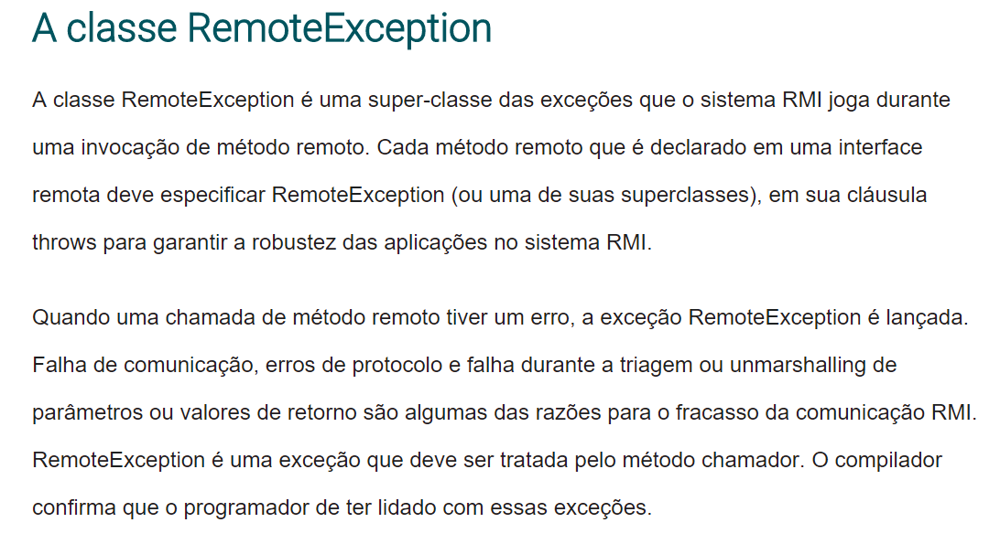 A classe RemoteException
A classe RemoteException é uma super-classe das exceções que o sistema RMI joga durante
uma invocação de método remoto. Cada método remoto que é declarado em uma interface
remota deve especificar RemoteException (ou uma de suas superclasses), em sua cláusula
throws para garantir a robustez das aplicações no sistema RMI.
Quando uma chamada de método remoto tiver um erro, a exceção RemoteException é lançada.
Falha de comunicação, erros de protocolo e falha durante a triagem ou unmarshalling de
parâmetros ou valores de retorno são algumas das razões para o fracasso da comunicação RMI.
RemoteException é uma exceção que deve ser tratada pelo método chamador. O compilador
confirma que o programador de ter lidado com essas exceções.